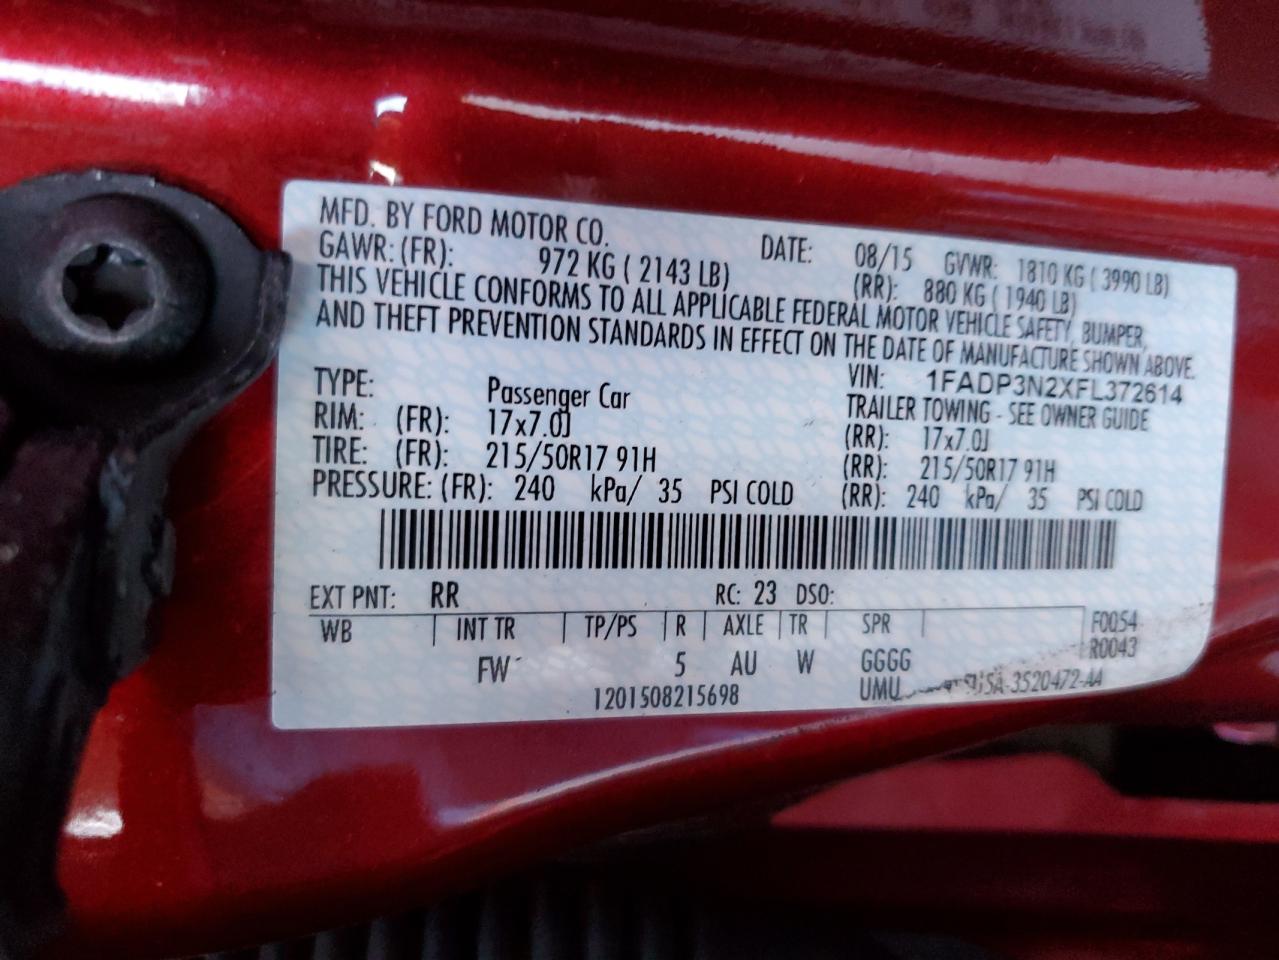 MFD. BY FORD MOTOR CO. DATE: 08/15 GVWR: 1810 KG ( 3990 LB)
GAWR: (FR): 972 KG ( 2143 LB) (RR): 880 KG ( 1940 LB)
THIS VEHICLE CONFORMS TO ALL APPLICABLE FEDERAL MOTOR VEHICLE SAFETY, BUMPER,
AND THEFT PREVENTION STANDARDS IN EFFECT ON THE DATE OF MANUFACTURE SHOWN ABOVE.
VIN: 1FADP3N2XFL372614
TYPE: Passenger Car TRAILER TOWING - SEE OWNER GUIDE
RIM: (FR): 17x7.0J (RR): 17x7.0J
TIRE: (FR): 215/50R17 91H (RR): 215/50R17 91H
PRESSURE: (FR): 240 kPa/ 35 PSI COLD (RR): 240 kPa/ 35 PSI COLD
EXT PNT: RR RC: 23 DSO:
WB INT TR TP/PS R AXLE TR SPR F0054
R0043
FW 5 AU W GGGG
1201508215698 UMU 5A-3520472-AA